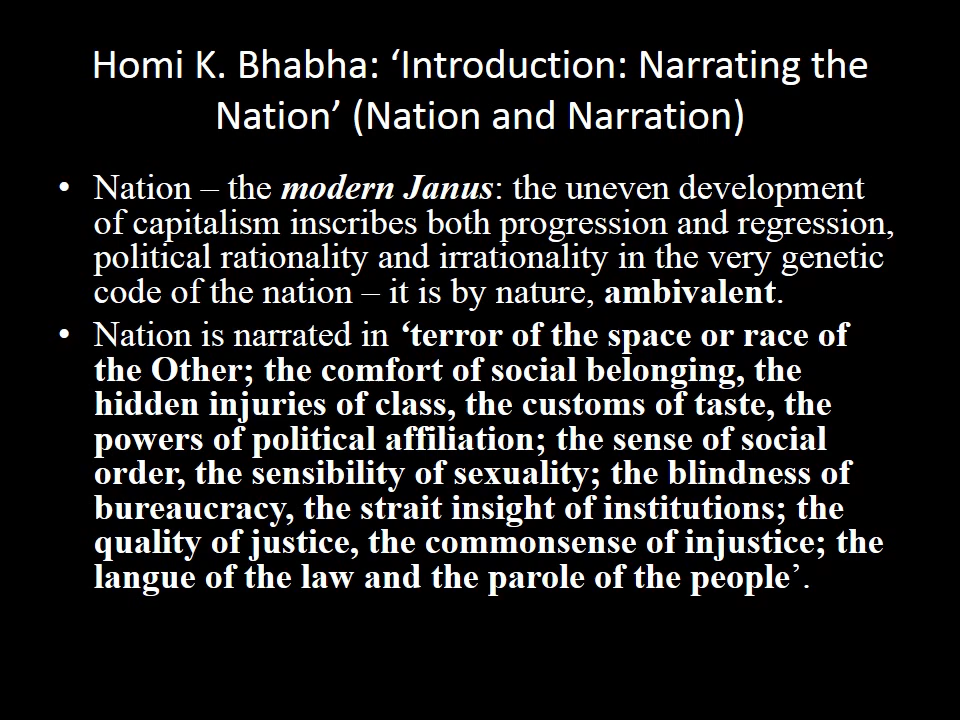 Homi K. Bhabha: ‘Introduction: Narrating the
Nation’ (Nation and Narration)
• Nation – the modern Janus: the uneven development
of capitalism inscribes both progression and regression,
political rationality and irrationality in the very genetic
code of the nation – it is by nature, ambivalent.
• Nation is narrated in ‘terror of the space or race of
the Other; the comfort of social belonging, the
hidden injuries of class, the customs of taste, the
powers of political affiliation; the sense of social
order, the sensibility of sexuality; the blindness of
bureaucracy, the strait insight of institutions; the
quality of justice, the commonsense of injustice; the
langue of the law and the parole of the people’.